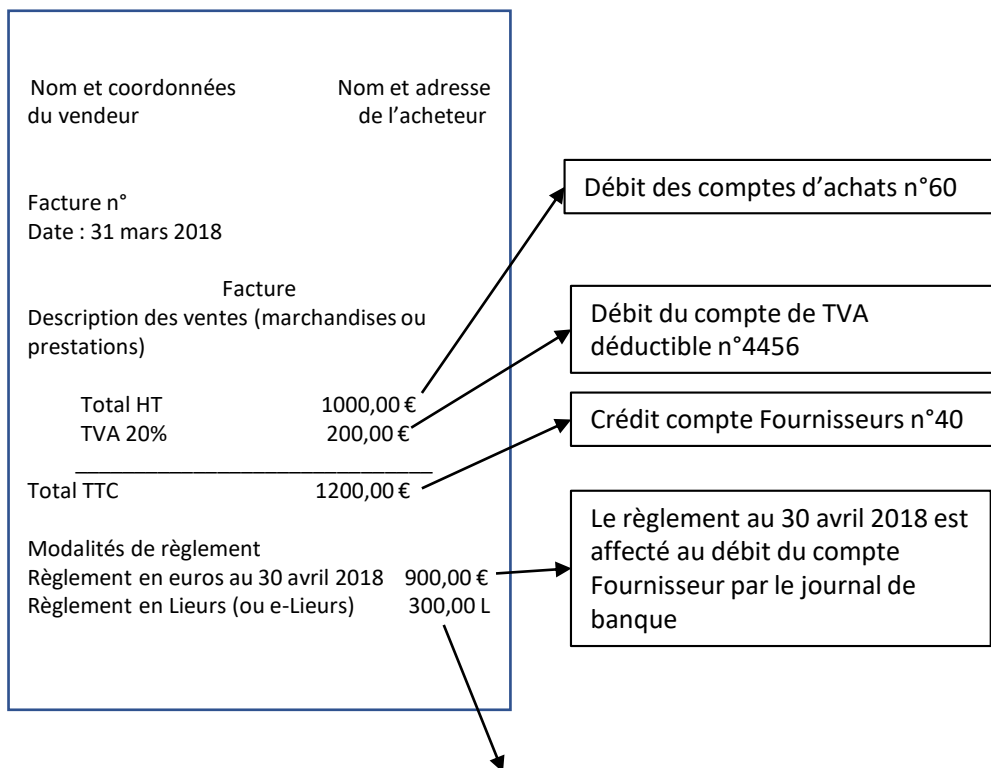 Nom et coordonnées
du vendeur
Nom et adresse
de l’acheteur
Facture n°
Date : 31 mars 2018
Facture
Description des ventes (marchandises ou
prestations)
Total HT 1000,00 €
TVA 20% 200,00 €
Total TTC 1200,00 €
Modalités de règlement
Règlement en euros au 30 avril 2018 900,00 €
Règlement en Lieurs (ou e-Lieurs) 300,00 L
Débit des comptes d’achats n°60
Débit du compte de TVA
déductible n°4456
Crédit compte Fournisseurs n°40
Le règlement au 30 avril 2018 est
affecté au débit du compte
Fournisseur par le journal de
banque